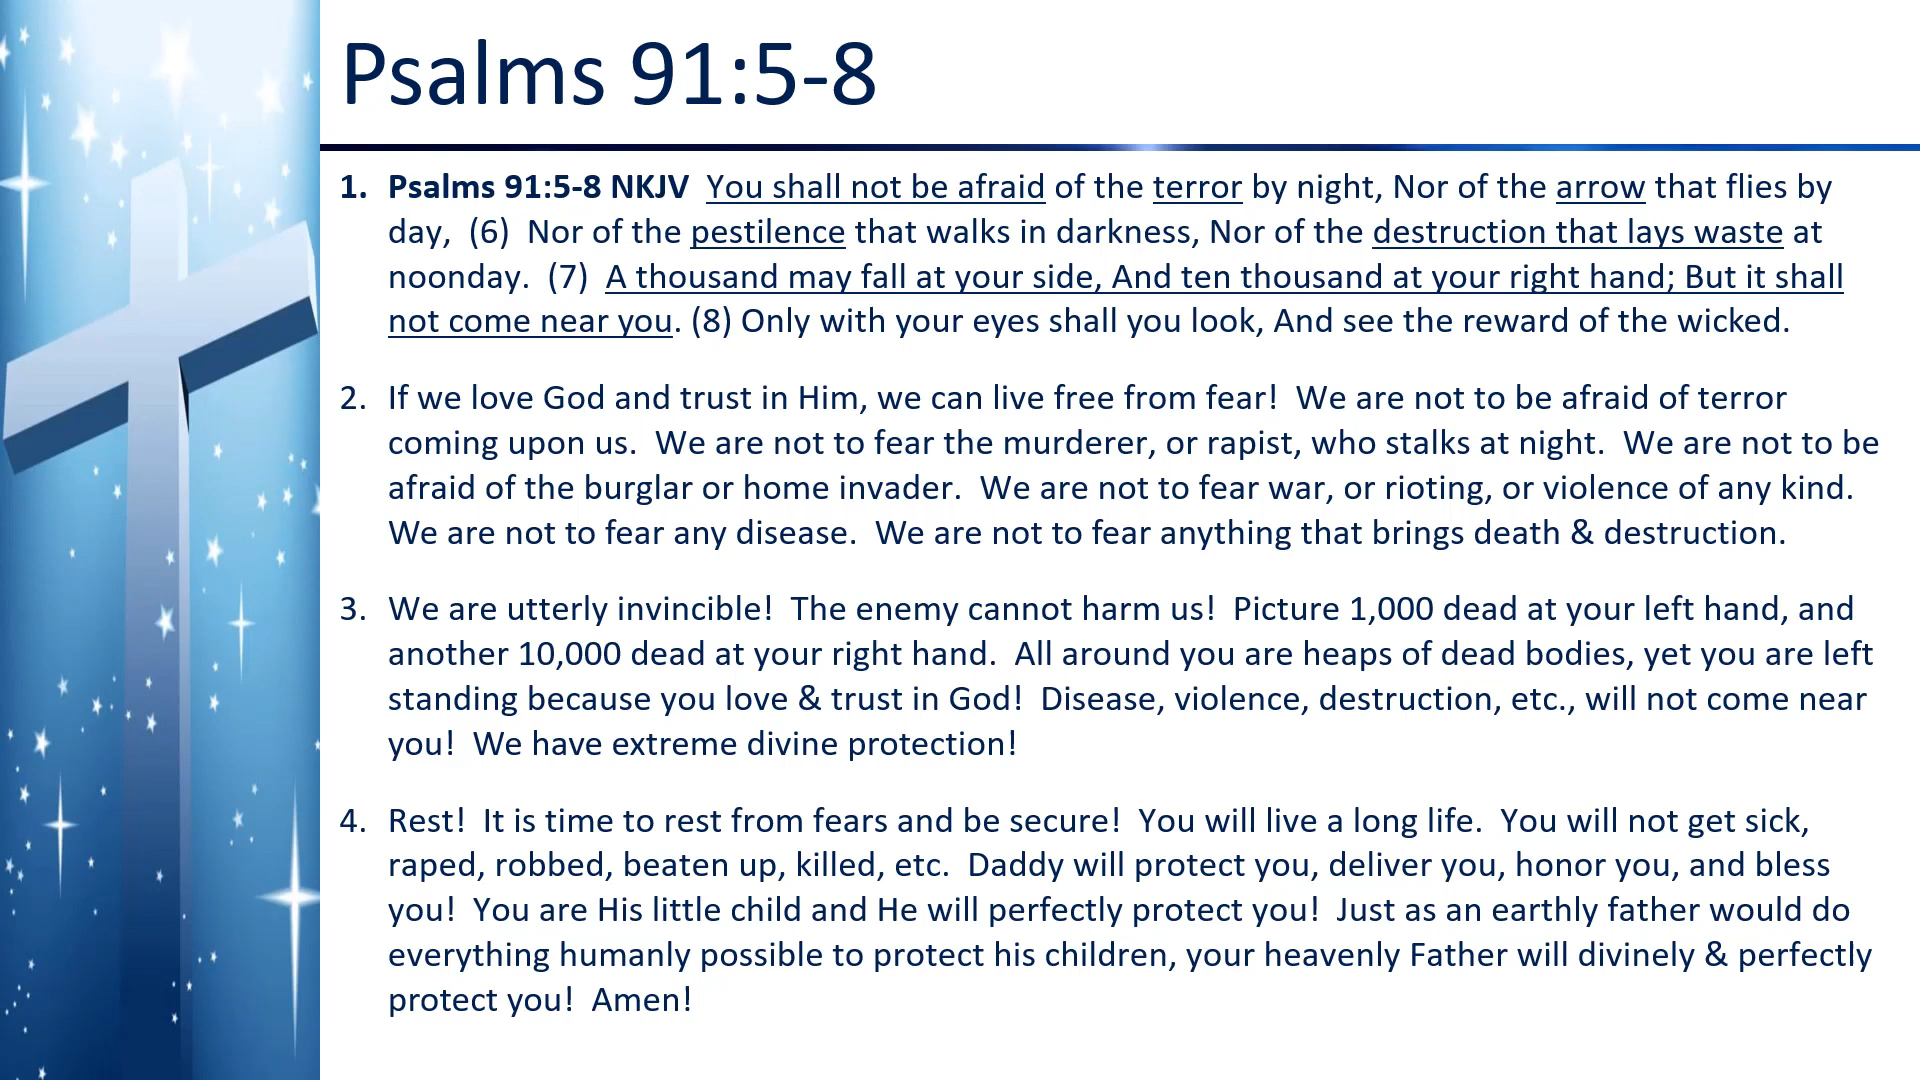 Psalms 91:5-8
1. Psalms 91:5-8 NKJV  You shall not be afraid of the terror by night, Nor of the arrow that flies by
day,  (6)  Nor of the pestilence that walks in darkness, Nor of the destruction that lays waste at
noonday.  (7)  A thousand may fall at your side, And ten thousand at your right hand; But it shall
not come near you. (8) Only with your eyes shall you look, And see the reward of the wicked.
2. If we love God and trust in Him, we can live free from fear!  We are not to be afraid of terror
coming upon us.  We are not to fear the murderer, or rapist, who stalks at night.  We are not to be
afraid of the burglar or home invader.  We are not to fear war, or rioting, or violence of any kind.
We are not to fear any disease.  We are not to fear anything that brings death & destruction.
3. We are utterly invincible!  The enemy cannot harm us!  Picture 1,000 dead at your left hand, and
another 10,000 dead at your right hand.  All around you are heaps of dead bodies, yet you are left
standing because you love & trust in God!  Disease, violence, destruction, etc., will not come near
you!  We have extreme divine protection!
4. Rest!  It is time to rest from fears and be secure!  You will live a long life.  You will not get sick,
raped, robbed, beaten up, killed, etc.  Daddy will protect you, deliver you, honor you, and bless
you!  You are His little child and He will perfectly protect you!  Just as an earthly father would do
everything humanly possible to protect his children, your heavenly Father will divinely & perfectly
protect you!  Amen!